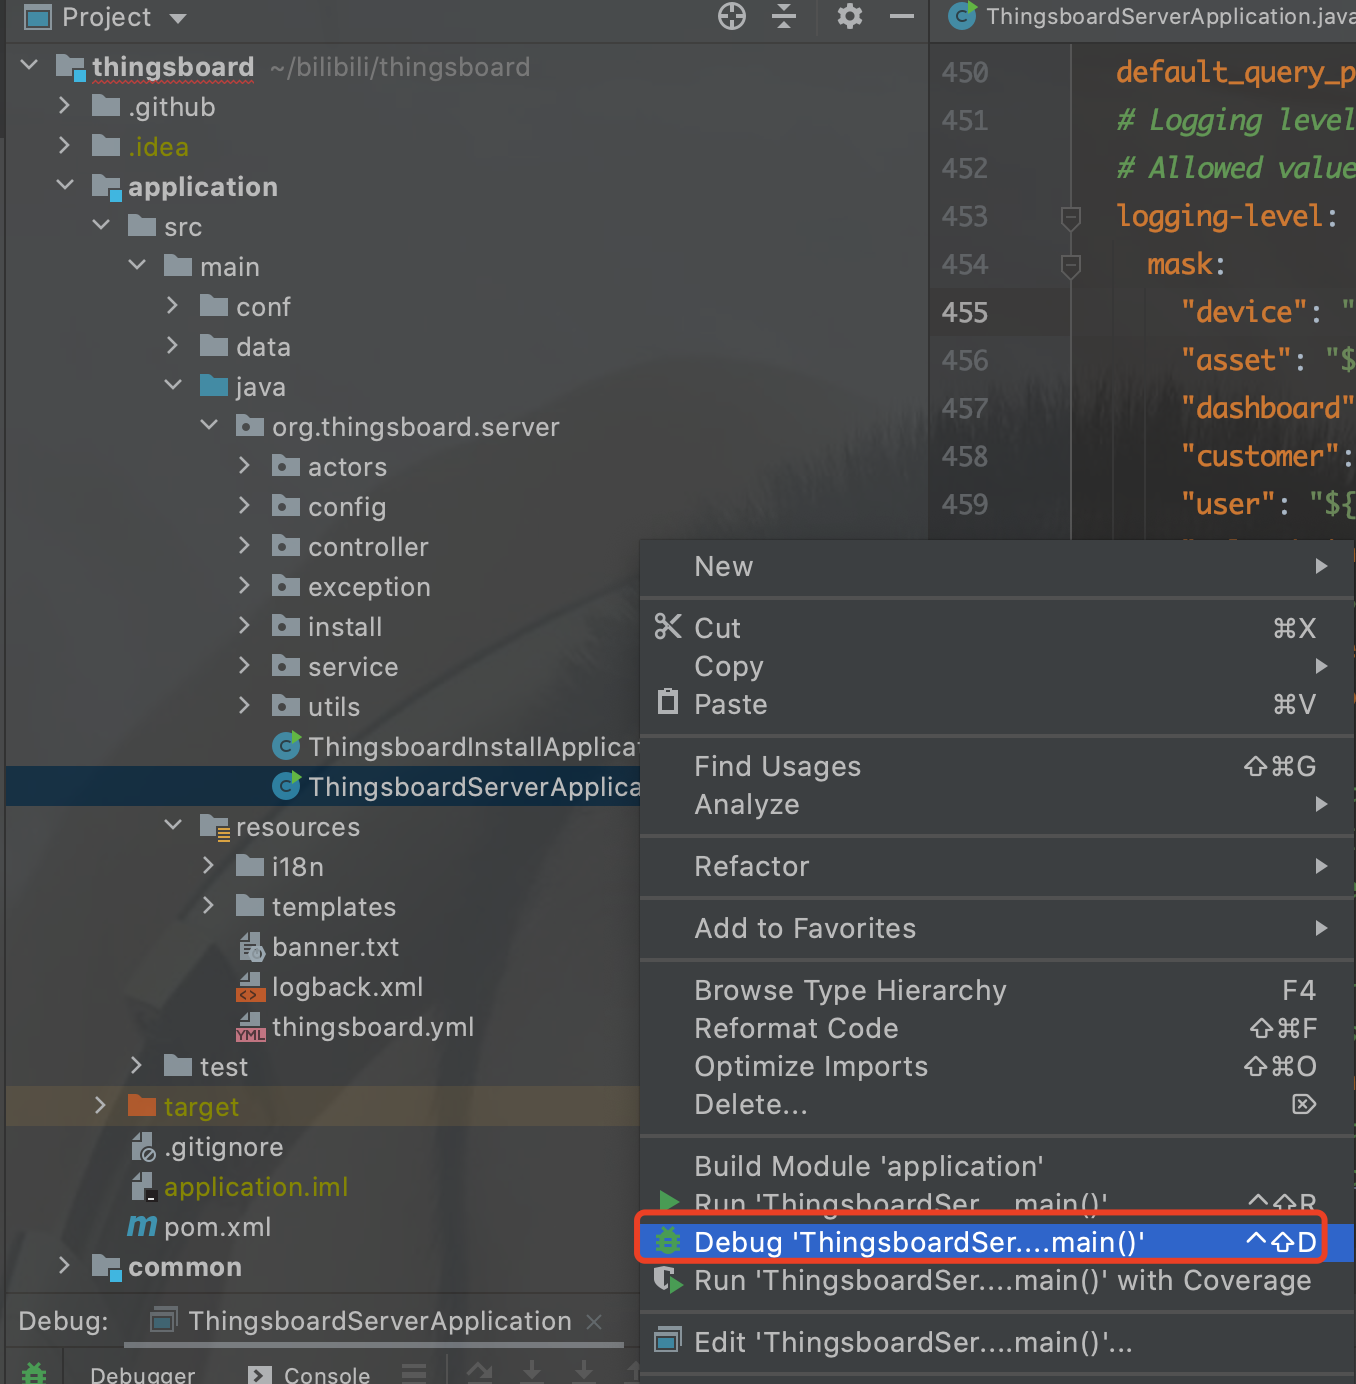 Project
ThingsboardServerApplication.java
thingsboard ~/bilibili/thingsboard
.github
.idea
application
src
main
conf
data
java
org.thingsboard.server
actors
config
controller
exception
install
service
utils
ThingsboardInstallApplicat
ThingsboardServerApplica
resources
i18n
templates
banner.txt
logback.xml
thingsboard.yml
test
target
.gitignore
application.iml
pom.xml
common
450 default_query_p
451 # Logging level
452 # Allowed value
453 logging-level:
454 mask:
455 "device": "
456 "asset": "$
457 "dashboard"
458 "customer":
459 "user": "${
New
Cut ⌘X
Copy
Paste ⌘V
Find Usages ⇧⌘G
Analyze
Refactor
Add to Favorites
Browse Type Hierarchy F4
Reformat Code ⇧⌘F
Optimize Imports ⇧⌘O
Delete... ⌦
Build Module 'application'
Run 'ThingsboardSer....main()' ⌃⇧R
Debug 'ThingsboardSer....main()' ⌃⇧D
Run 'ThingsboardSer....main()' with Coverage
Edit 'ThingsboardSer....main()'...
Debug: ThingsboardServerApplication
Debugger Console